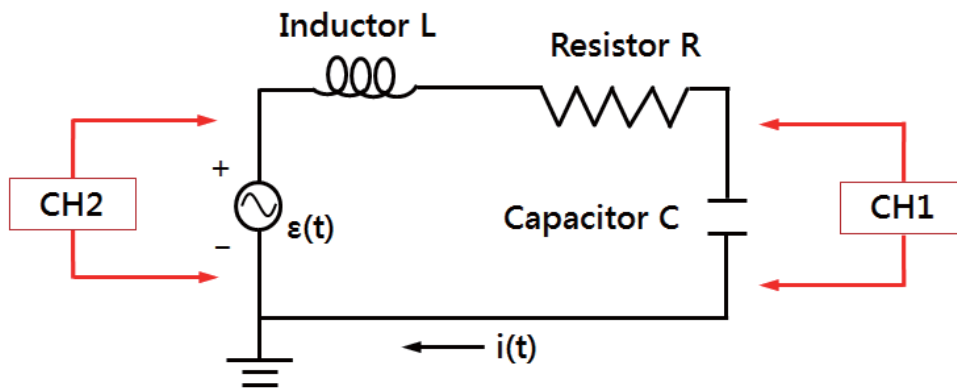 Inductor L
Resistor R
CH2
+
ε(t)
−
Capacitor C
CH1
i(t)